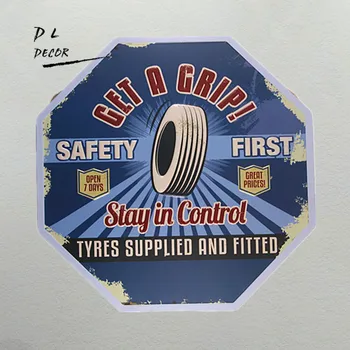 D L
DECOR
GET A GRIP!
SAFETY FIRST
OPEN
7 DAYS
GREAT
PRICES!
Stay in Control
TYRES SUPPLIED AND FITTED